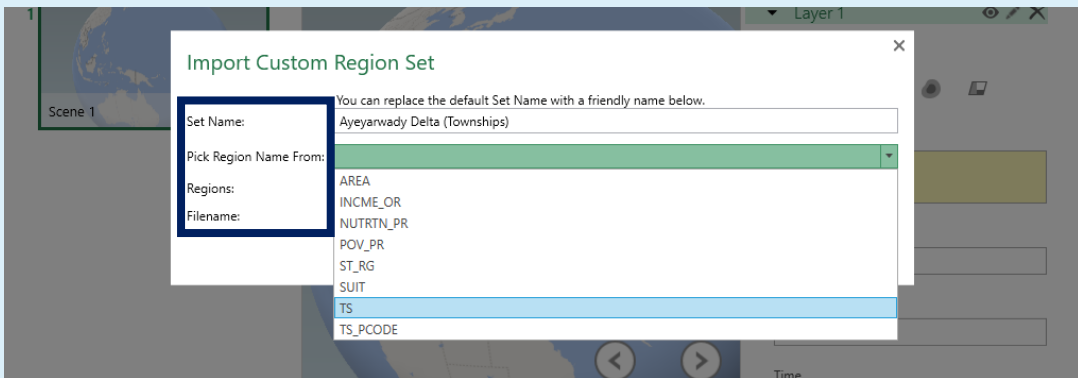 1
Layer 1
Import Custom Region Set
You can replace the default Set Name with a friendly name below.
Scene 1
Set Name:
Ayeyarwady Delta (Townships)
Pick Region Name From:
Regions:
Filename:
AREA
INCME_OR
NUTRTN_PR
POV_PR
ST_RG
SUIT
TS
TS_PCODE
Time